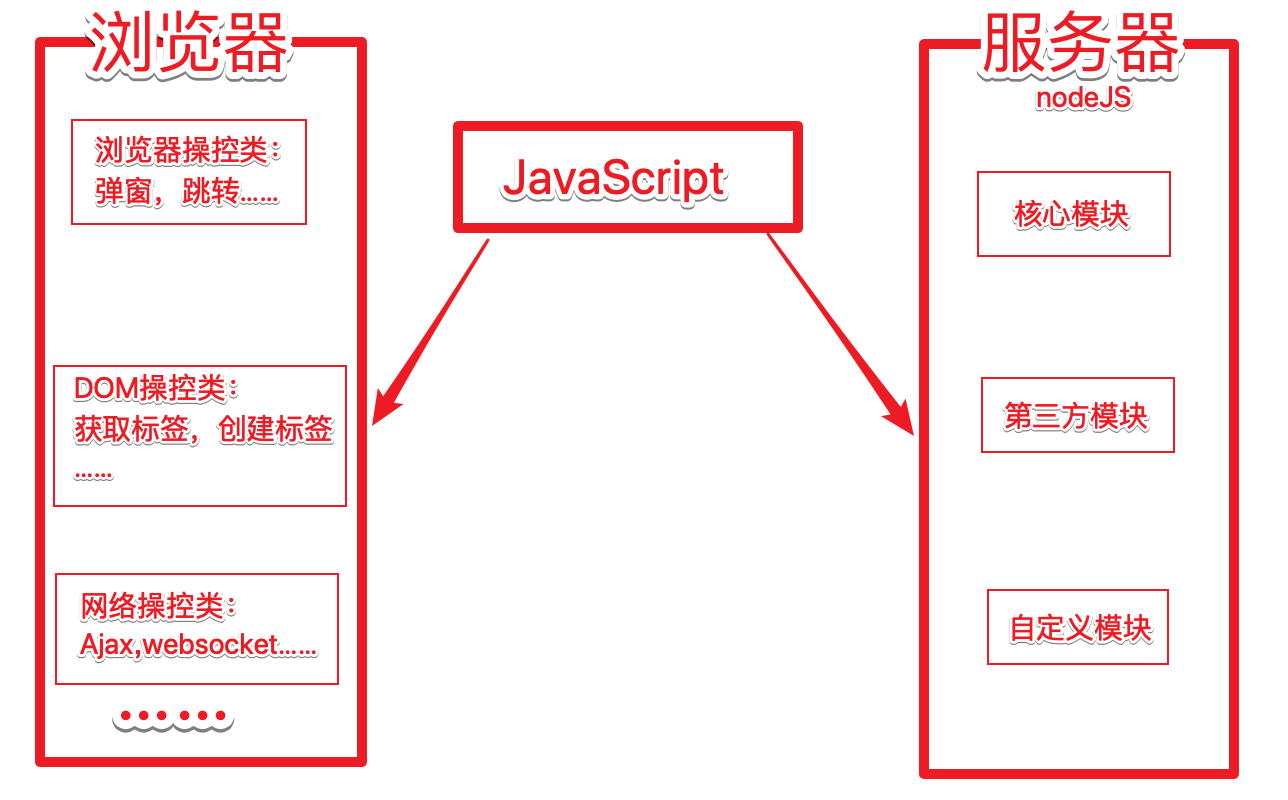 浏览器
浏览器操控类：
弹窗，跳转……
DOM操控类：
获取标签，创建标签
……
网络操控类：
Ajax,websocket……
……
JavaScript
服务器
nodeJS
核心模块
第三方模块
自定义模块